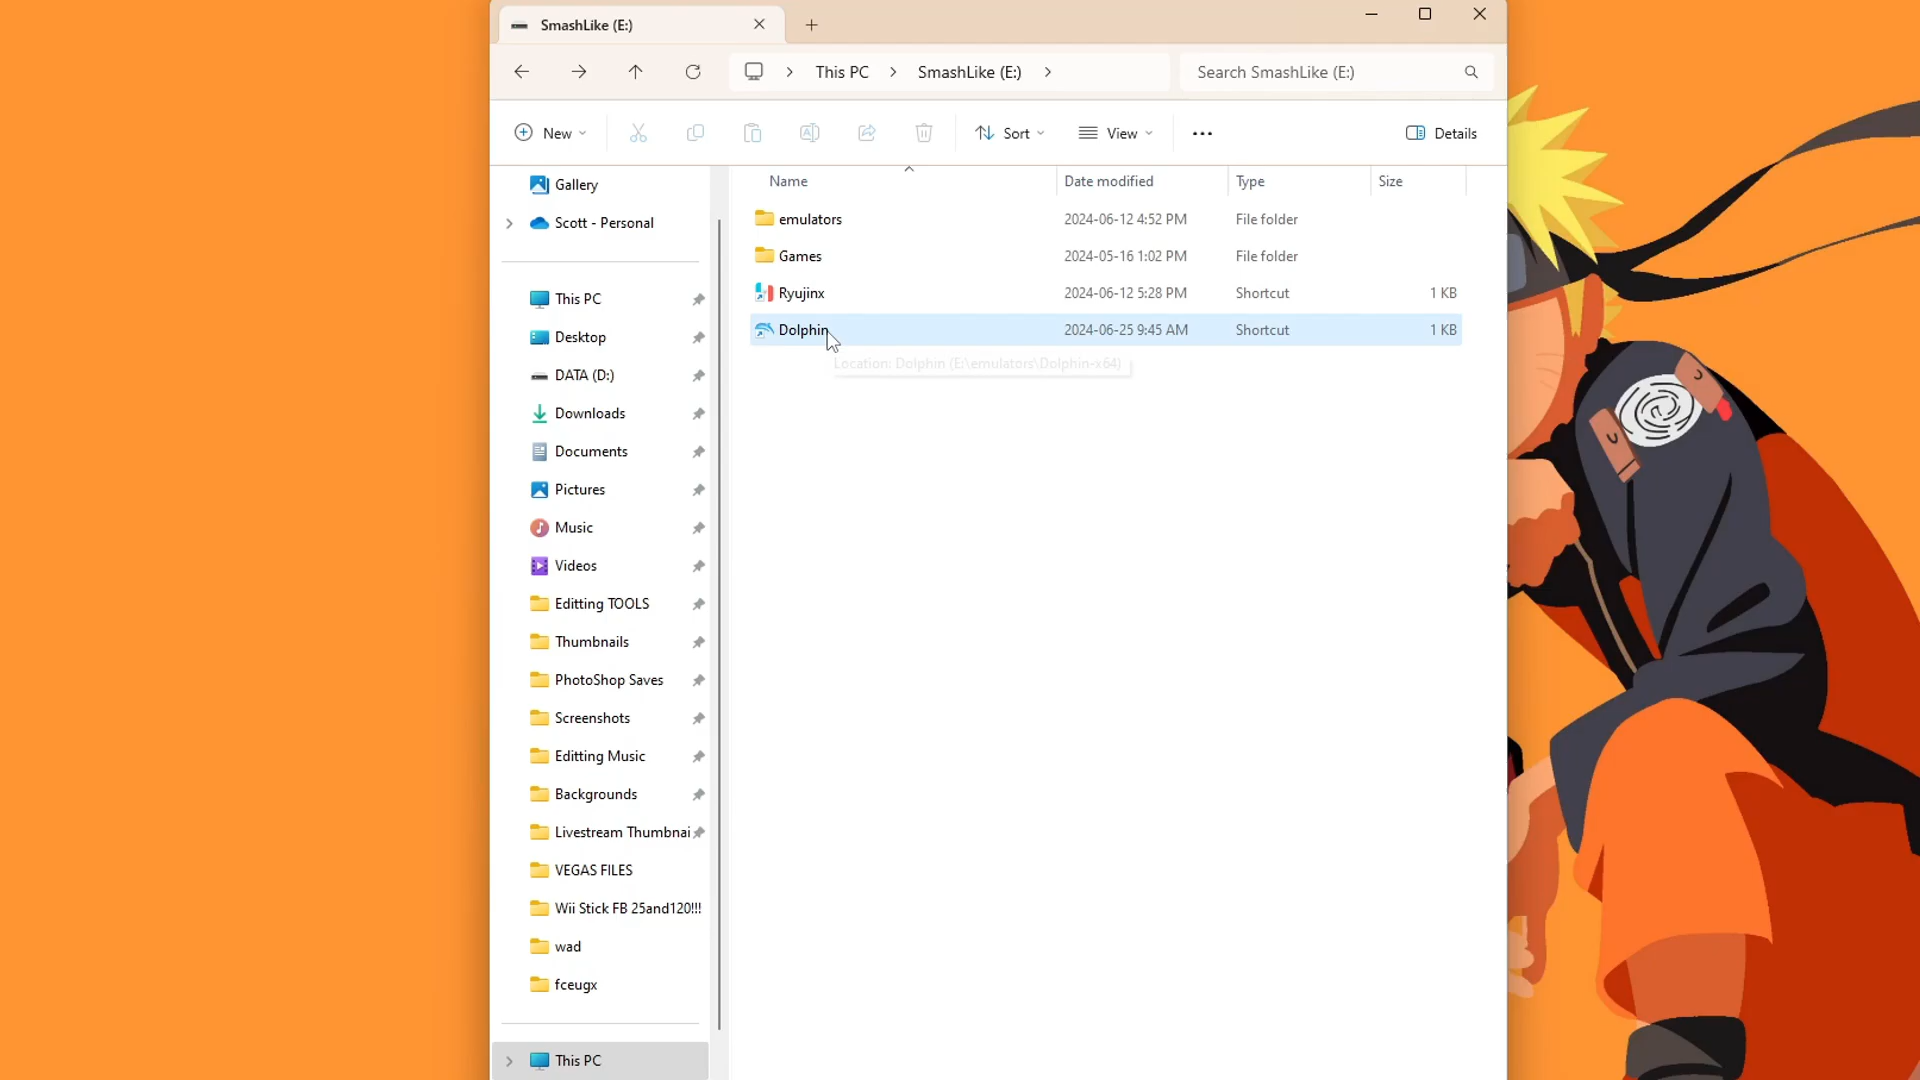 SmashLike (E:)
This PC > SmashLike (E:) >
Search SmashLike (E:)
New
Sort
View
Details
Gallery
Scott - Personal
This PC
Desktop
DATA (D:)
Downloads
Documents
Pictures
Music
Videos
Editting TOOLS
Thumbnails
PhotoShop Saves
Screenshots
Editting Music
Backgrounds
Livestream Thumbnai
VEGAS FILES
Wii Stick FB 25and120!!!
wad
fceugx
This PC
Name Date modified Type Size
emulators 2024-06-12 4:52 PM File folder
Games 2024-05-16 1:02 PM File folder
Ryujinx 2024-06-12 5:28 PM Shortcut 1 KB
Dolphin 2024-06-25 9:45 AM Shortcut 1 KB
Location: Dolphin (E:\emulators\Dolphin-x64)